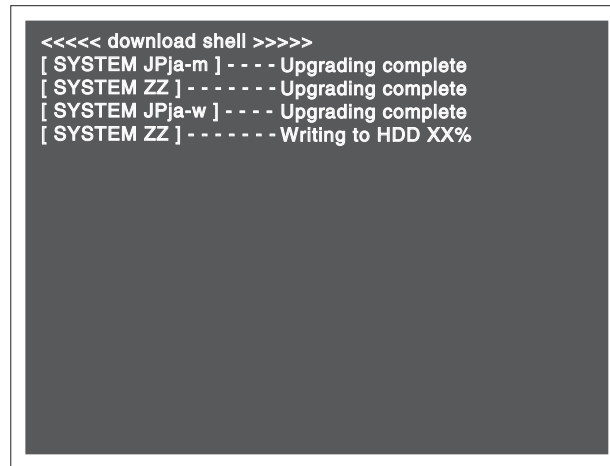 <<<<< download shell >>>>>
[ SYSTEM JPja-m ] - - - - Upgrading complete
[ SYSTEM ZZ ] - - - - - - - Upgrading complete
[ SYSTEM JPja-w ] - - - - Upgrading complete
[ SYSTEM ZZ ] - - - - - - - Writing to HDD XX%